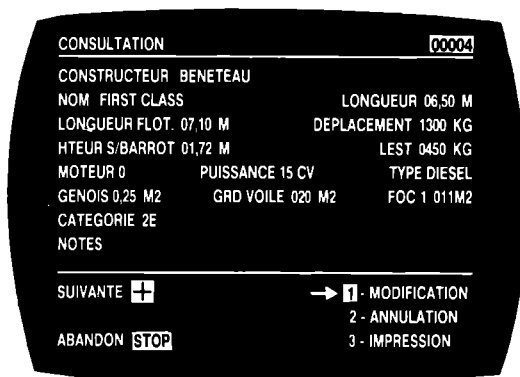 CONSULTATION 00004
CONSTRUCTEUR BENETEAU
NOM FIRST CLASS LONGUEUR 06,50 M
LONGUEUR FLOT. 07,10 M DEPLACEMENT 1300 KG
HTEUR S/BARROT 01,72 M LEST 0450 KG
MOTEUR 0 PUISSANCE 15 CV TYPE DIESEL
GENOIS 0,25 M2 GRD VOILE 020 M2 FOC 1 011M2
CATEGORIE 2E
NOTES
SUIVANTE + → 1 - MODIFICATION
2 - ANNULATION
ABANDON STOP 3 - IMPRESSION